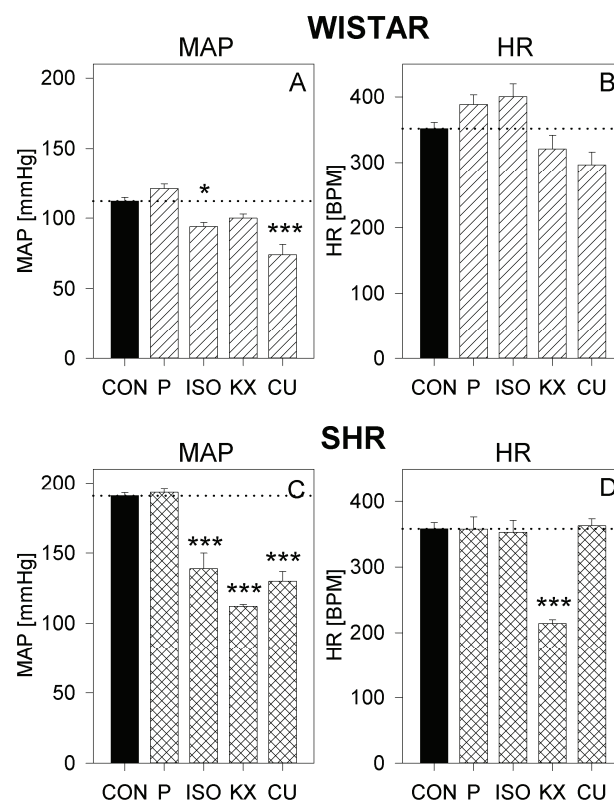 WISTAR
MAP HR
A B
MAP [mmHg]
200
150
100
50
0
*
***
CON P ISO KX CU
HR [BPM]
400
300
200
100
0
CON P ISO KX CU
SHR
MAP HR
C D
MAP [mmHg]
200
150
100
50
0
***
***
***
CON P ISO KX CU
HR [BPM]
400
300
200
100
0
***
CON P ISO KX CU